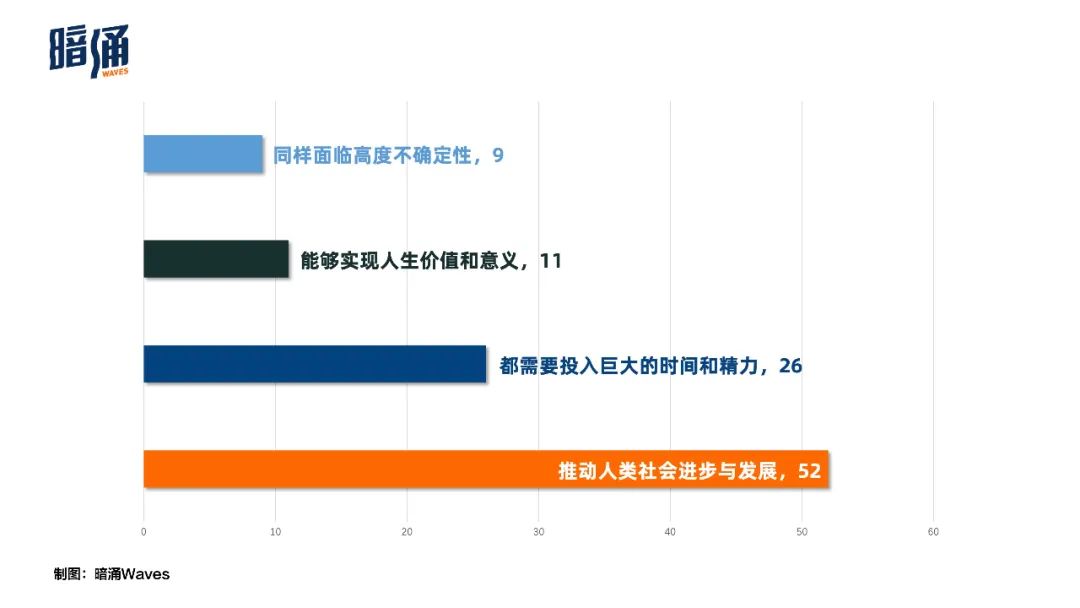 暗涌
WAVES
同样面临高度不确定性，9
能够实现人生价值和意义，11
都需要投入巨大的时间和精力，26
推动人类社会进步与发展，52
0 10 20 30 40 50 60
制图：暗涌Waves